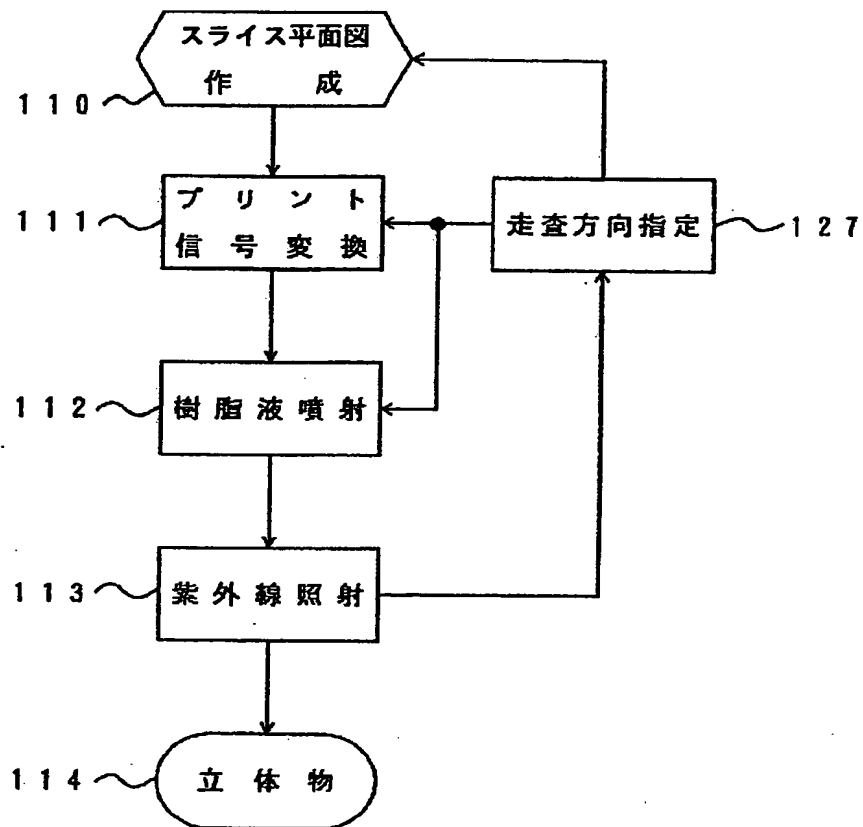 スライス平面図
作成
110
プリント
信号変換
111
走査方向指定
127
樹脂液噴射
112
紫外線照射
113
立体物
114